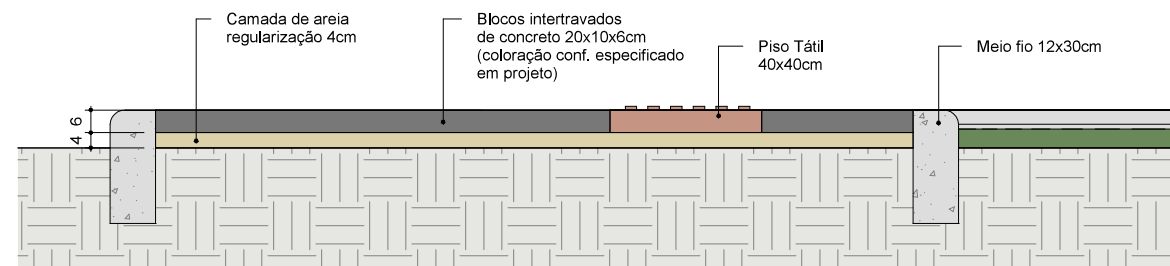 Camada de areia
regularização 4cm
Blocos intertravados
de concreto 20x10x6cm
(coloração conf. especificado
em projeto)
Piso Tátil
40x40cm
Meio fio 12x30cm
6
4